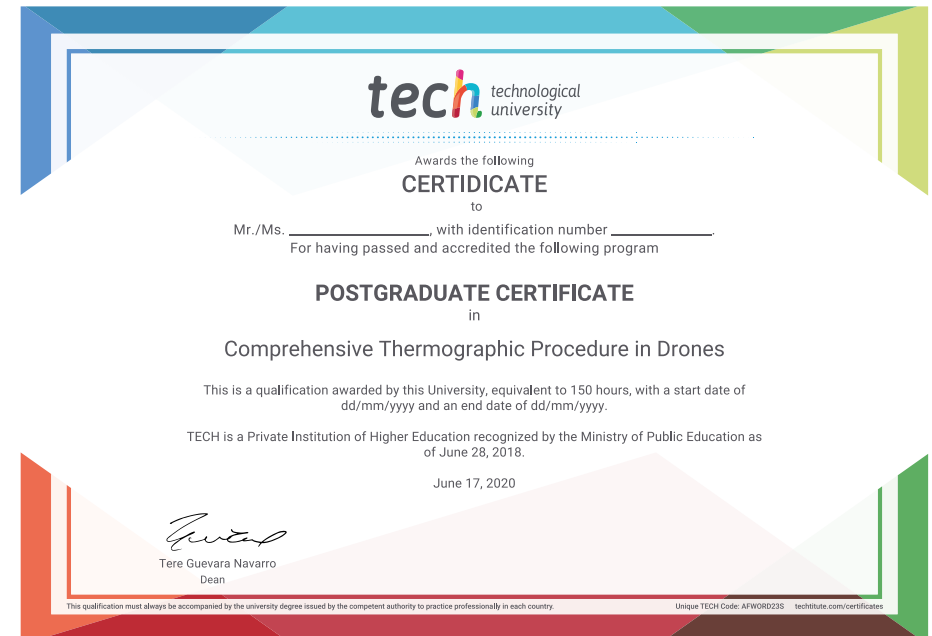 tech technological
university
Awards the following
CERTIDICATE
to
Mr./Ms. ____________________, with identification number ______________.
For having passed and accredited the following program
POSTGRADUATE CERTIFICATE
in
Comprehensive Thermographic Procedure in Drones
This is a qualification awarded by this University, equivalent to 150 hours, with a start date of
dd/mm/yyyy and an end date of dd/mm/yyyy.
TECH is a Private Institution of Higher Education recognized by the Ministry of Public Education as
of June 28, 2018.
June 17, 2020
Tere Guevara Navarro
Dean
This qualification must always be accompanied by the university degree issued by the competent authority to practice professionally in each country.
Unique TECH Code: AFWORD23S techtitute.com/certificates